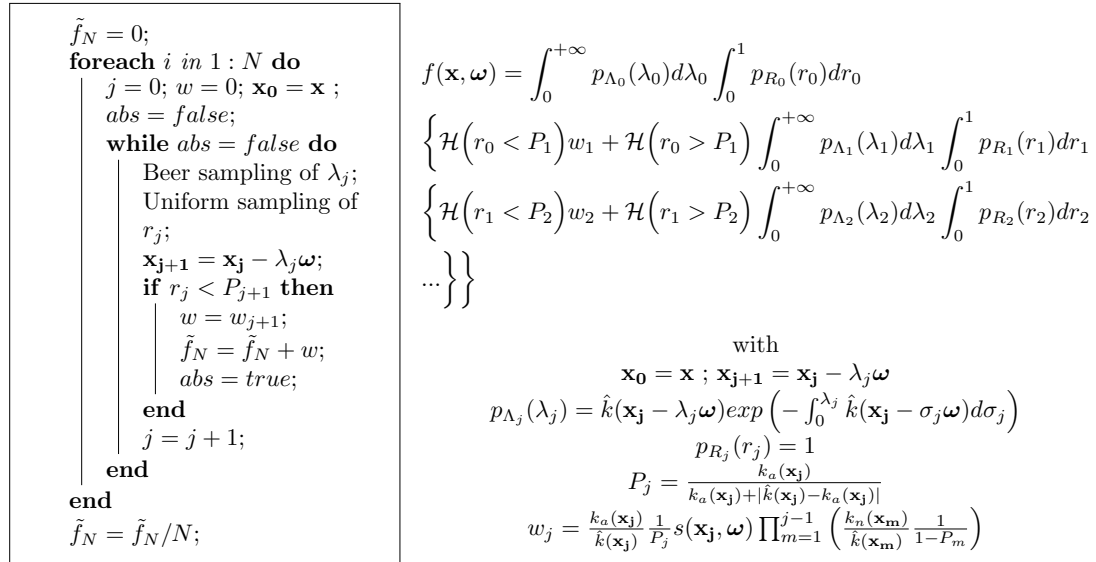 f̃_N = 0;
foreach i in 1 : N do
j = 0; w = 0; x_0 = x ;
abs = false;
while abs = false do
Beer sampling of λ_j;
Uniform sampling of
r_j;
x_{j+1} = x_j − λ_j ω;
if r_j < P_{j+1} then
w = w_{j+1};
f̃_N = f̃_N + w;
abs = true;
end
j = j + 1;
end
end
f̃_N = f̃_N/N;
f(x, ω) = ∫_0^{+∞} p_{Λ_0}(λ_0)dλ_0 ∫_0^1 p_{R_0}(r_0)dr_0
{ℋ(r_0 < P_1)w_1 + ℋ(r_0 > P_1) ∫_0^{+∞} p_{Λ_1}(λ_1)dλ_1 ∫_0^1 p_{R_1}(r_1)dr_1
{ℋ(r_1 < P_2)w_2 + ℋ(r_1 > P_2) ∫_0^{+∞} p_{Λ_2}(λ_2)dλ_2 ∫_0^1 p_{R_2}(r_2)dr_2
...}}
with
x_0 = x ; x_{j+1} = x_j − λ_j ω
p_{Λ_j}(λ_j) = k̂(x_j − λ_j ω)exp(−∫_0^{λ_j} k̂(x_j − σ_j ω)dσ_j)
p_{R_j}(r_j) = 1
P_j = k_a(x_j) / (k_a(x_j)+|k̂(x_j)−k_a(x_j)|)
w_j = k_a(x_j)/k̂(x_j) 1/P_j s(x_j, ω) ∏_{m=1}^{j−1} (k_n(x_m)/k̂(x_m) 1/(1−P_m))